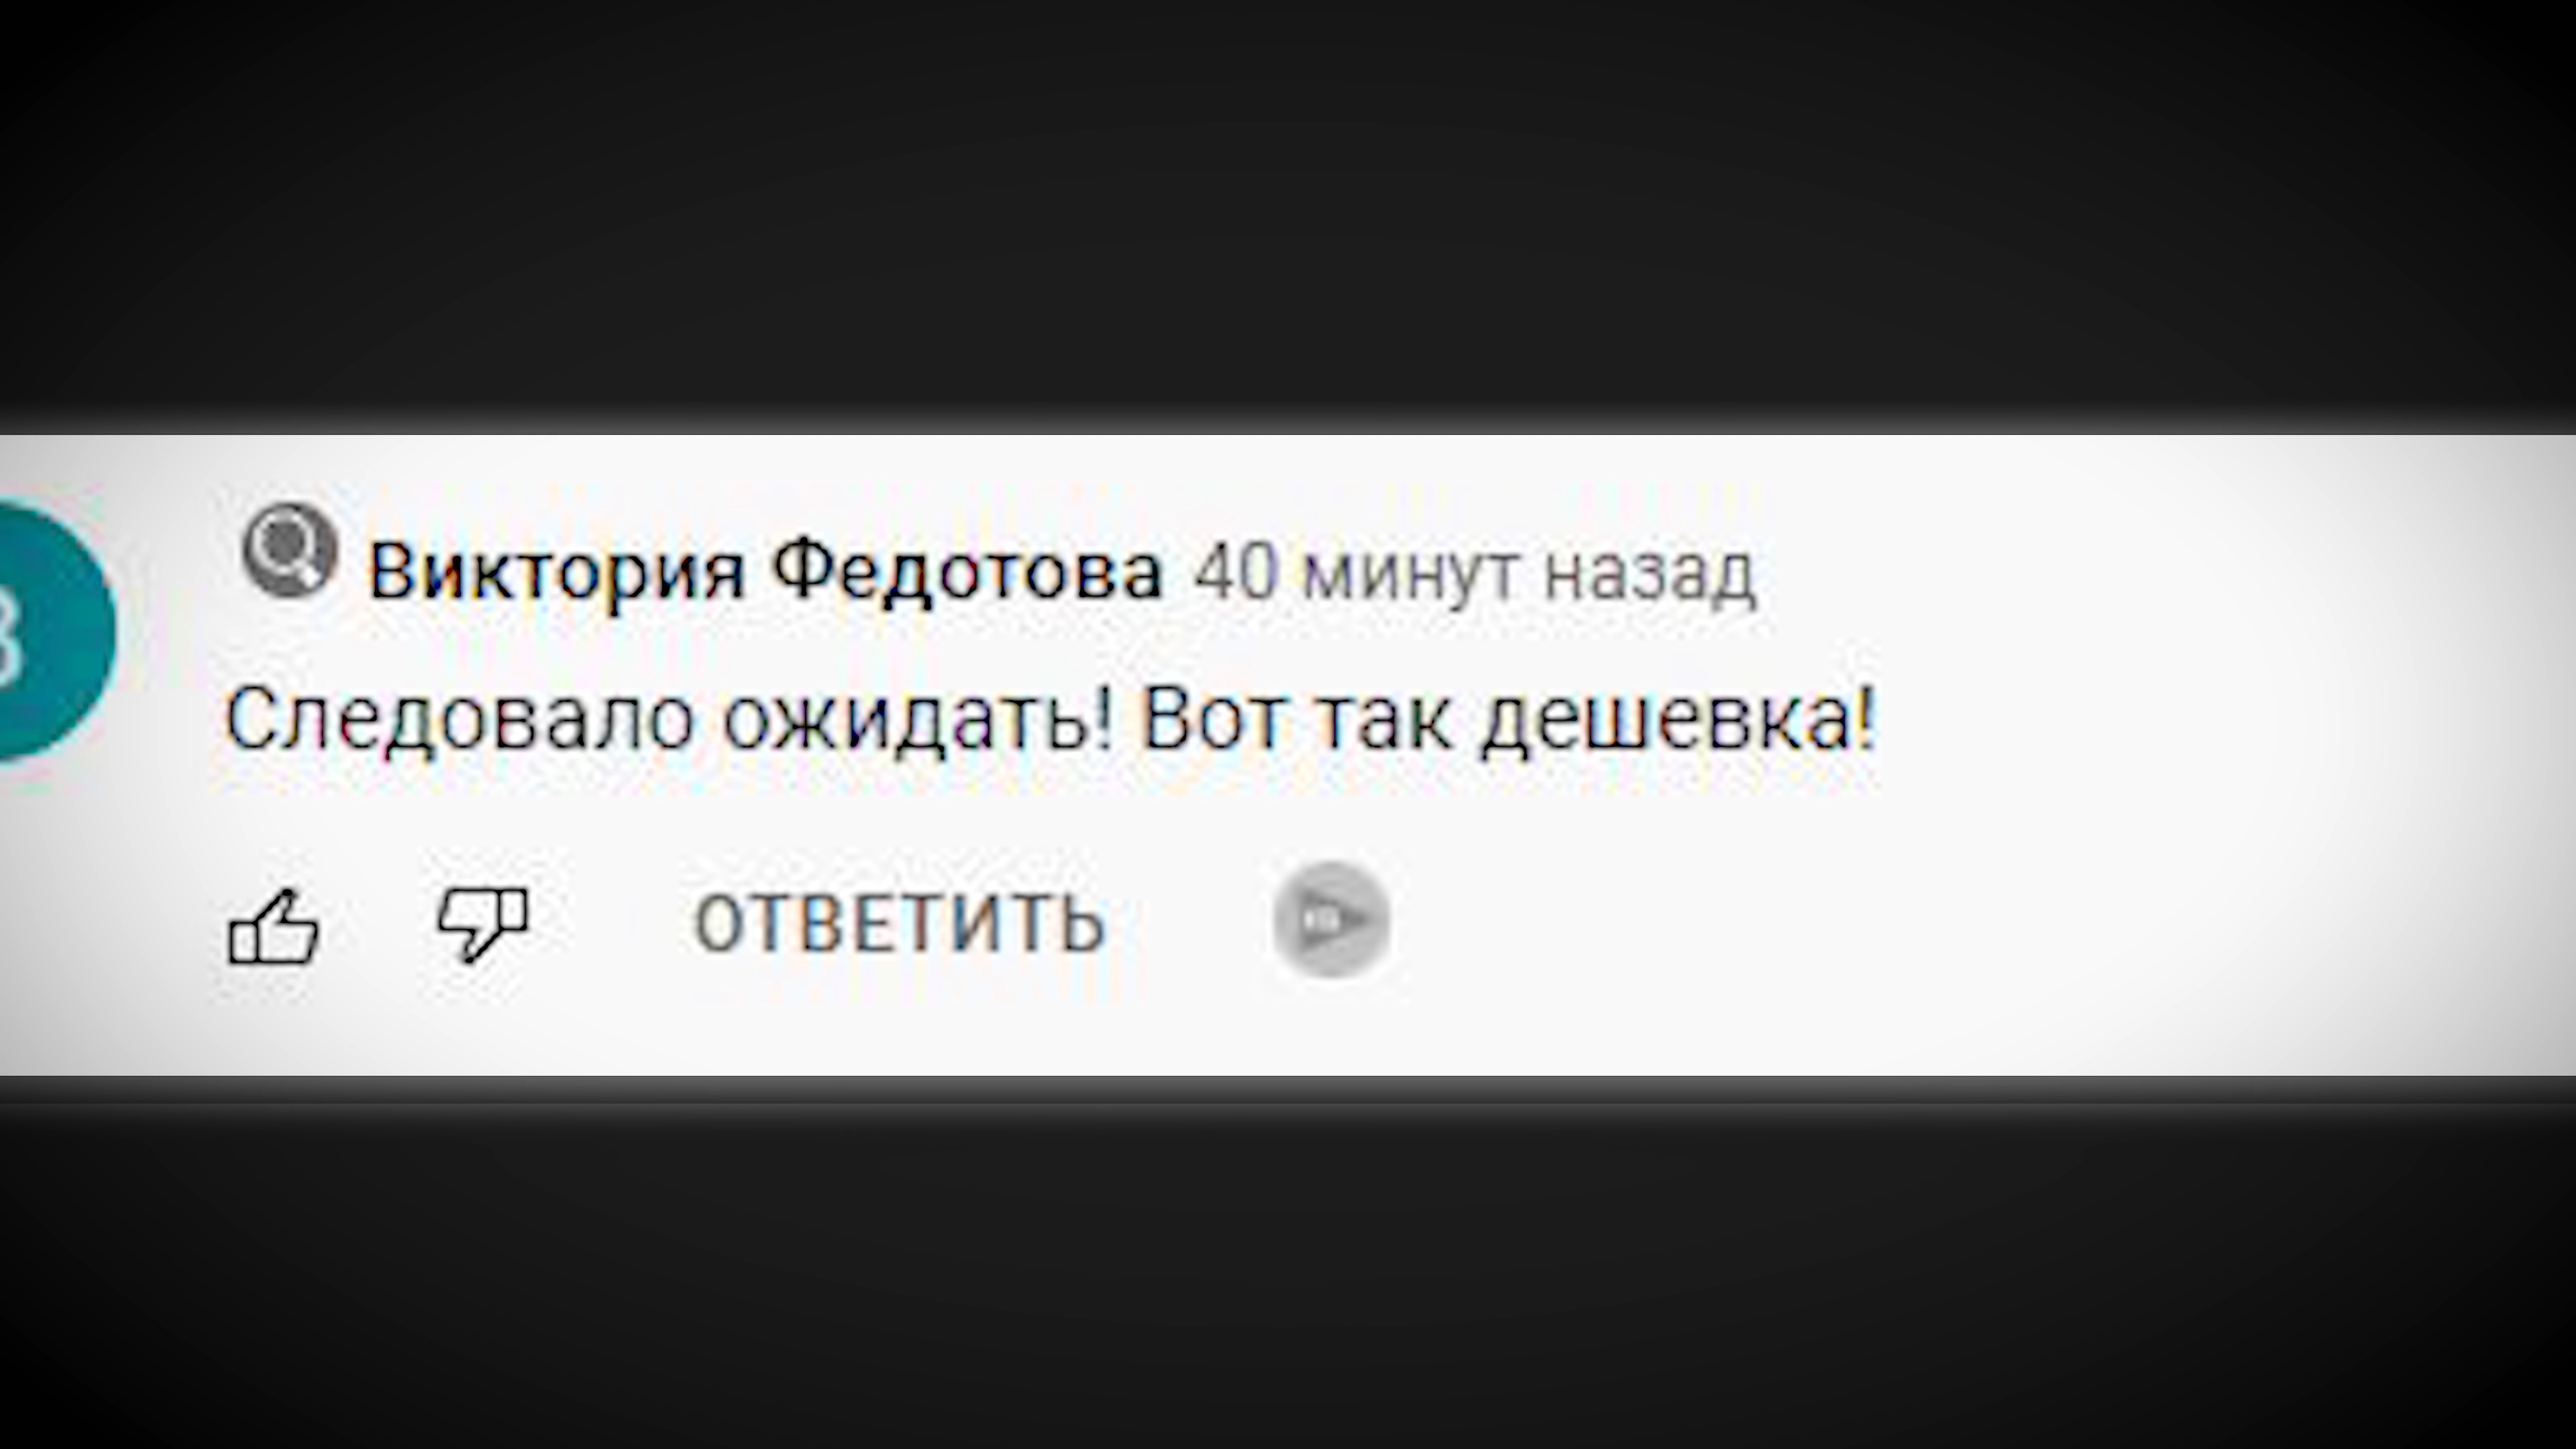 Виктория Федотова 40 минут назад
Следовало ожидать! Вот так дешевка!
ОТВЕТИТЬ